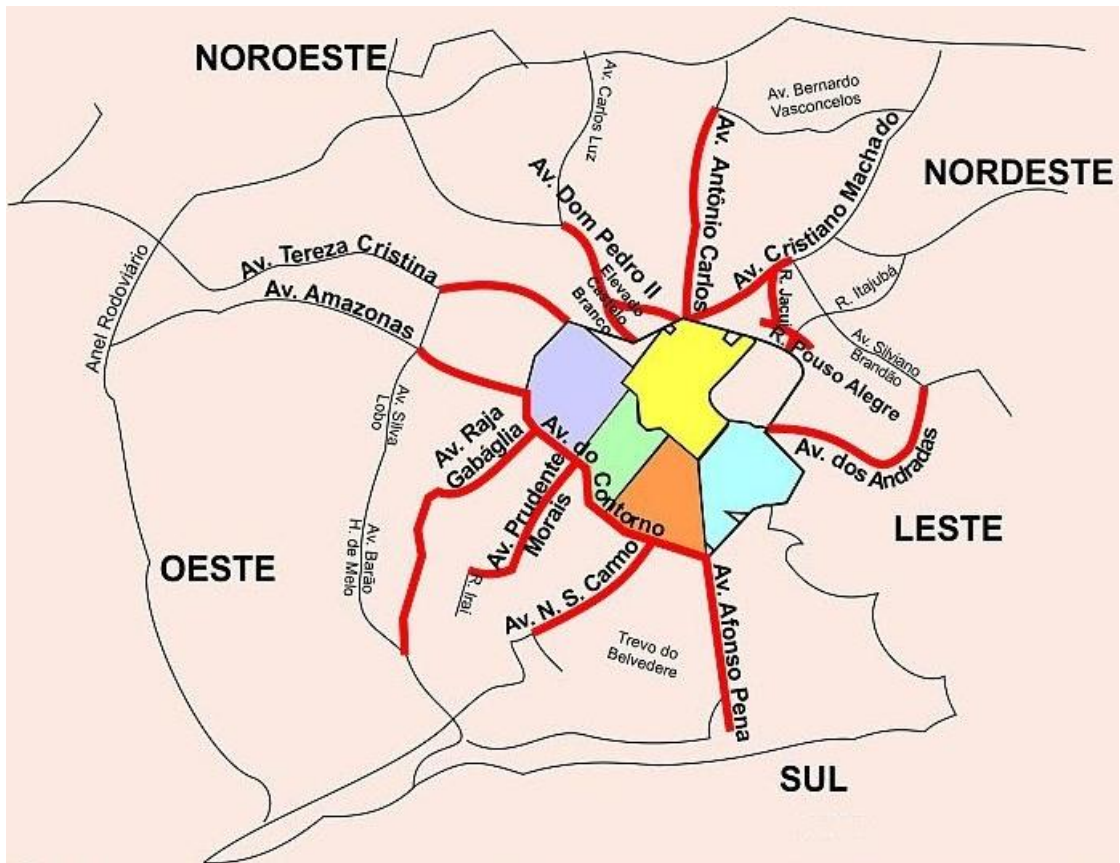 NOROESTE
Av. Carlos Luz
Av. Bernardo
Vasconcelos
Av. Antônio Carlos
Av. Cristiano Machado
NORDESTE
Av. Dom Pedro II
Elevado
Castelo
Branco
Av. Tereza Cristina
Av. Amazonas
Anel Rodoviário
R. Jacuí
R. Itajubá
R. Pouso Alegre
Av. Silviano
Brandão
Av. Silva
Lobo
Av. Raja
Gabáglia
Av. do Contorno
Av. Prudente
Morais
Av. dos Andradas
LESTE
OESTE
Av. Barão
H. de Melo
R. Iraí
Av. N. S. Carmo
Trevo do
Belvedere
Av. Afonso Pena
SUL